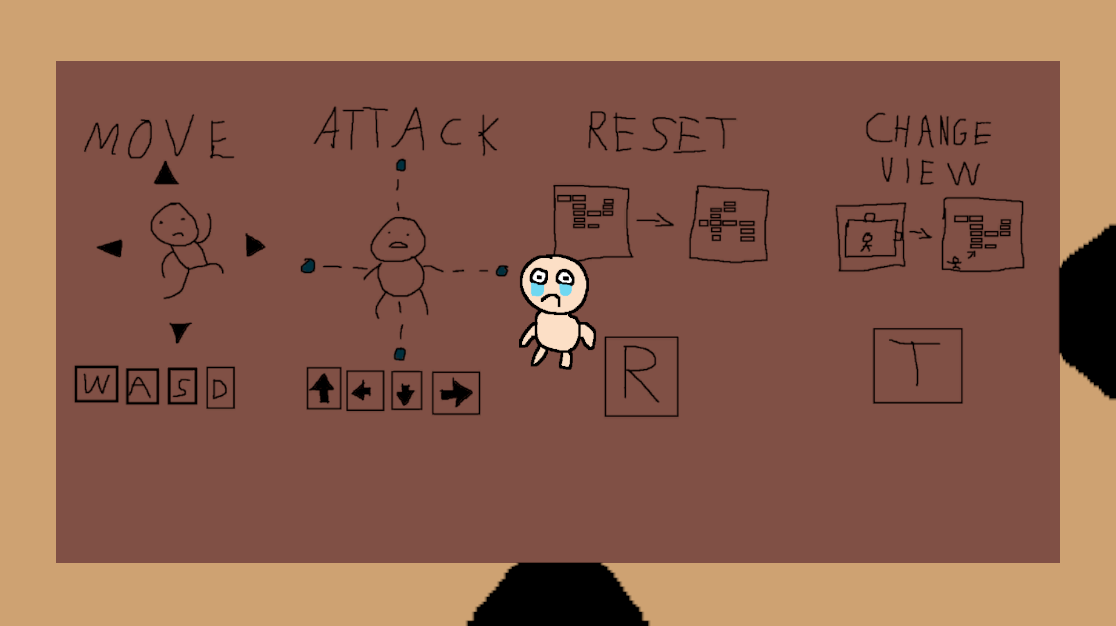 MOVE
ATTACK
RESET
CHANGE
VIEW
W A S D
R
T